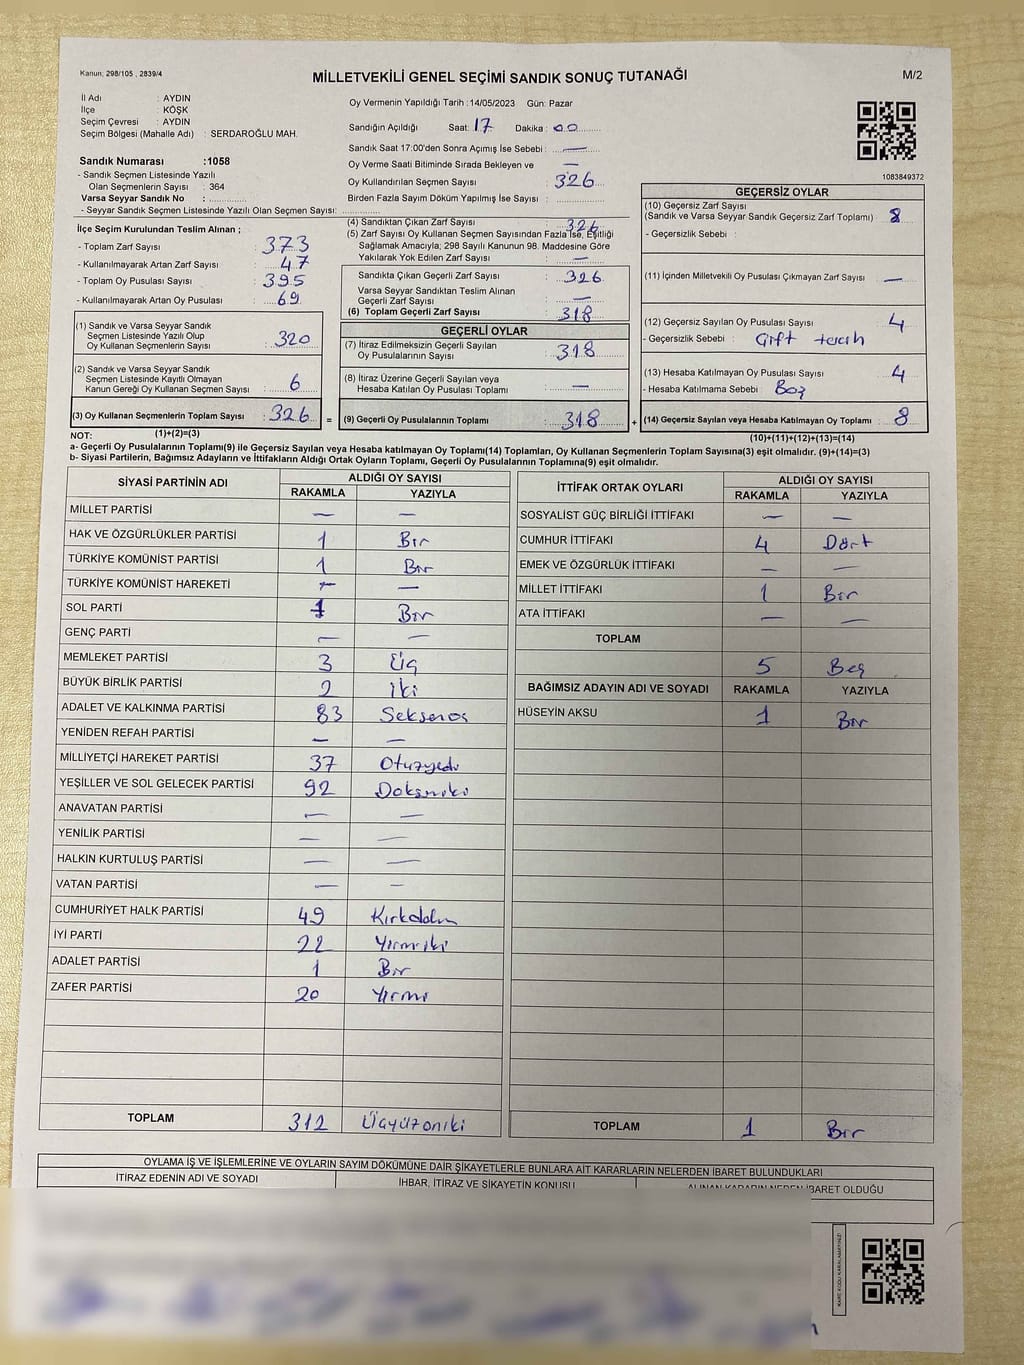 Kanun, 298/105 , 2839/4
MİLLETVEKİLİ GENEL SEÇİMİ SANDIK SONUÇ TUTANAĞI
M/2
İl Adı : AYDIN
İlçe : KÖŞK
Seçim Çevresi : AYDIN
Seçim Bölgesi (Mahalle Adı) : SERDAROĞLU MAH.
Sandık Numarası :1058
- Sandık Seçmen Listesinde Yazılı
Olan Seçmenlerin Sayısı : 364
Varsa Seyyar Sandık No :
- Seyyar Sandık Seçmen Listesinde Yazılı Olan Seçmen Sayısı:
Oy Vermenin Yapıldığı Tarih :14/05/2023 Gün: Pazar
Sandığın Açıldığı Saat: 17 Dakika : 00
Sandık Saat 17:00'den Sonra Açımış İse Sebebi : —
Oy Verme Saati Bitiminde Sırada Bekleyen ve —
Oy Kullandırılan Seçmen Sayısı : 326
Birden Fazla Sayım Döküm Yapılmış İse Sayısı :
1083849372
İlçe Seçim Kurulundan Teslim Alınan ;
- Toplam Zarf Sayısı : 373
- Kullanılmayarak Artan Zarf Sayısı : 47
- Toplam Oy Pusulası Sayısı : 395
- Kullanılmayarak Artan Oy Pusulası : 69
(1) Sandık ve Varsa Seyyar Sandık
Seçmen Listesinde Yazılı Olup
Oy Kullanan Seçmenlerin Sayısı : 320
(2) Sandık ve Varsa Seyyar Sandık
Seçmen Listesinde Kayıtlı Olmayan
Kanun Gereği Oy Kullanan Seçmen Sayısı : 6
(3) Oy Kullanan Seçmenlerin Toplam Sayısı : 326
(1)+(2)=(3)
(4) Sandıktan Çıkan Zarf Sayısı : 326
(5) Zarf Sayısı Oy Kullanan Seçmen Sayısından Fazla İse, Eşitliği
Sağlamak Amacıyla; 298 Sayılı Kanunun 98. Maddesine Göre
Yakılarak Yok Edilen Zarf Sayısı : —
Sandıkta Çıkan Geçerli Zarf Sayısı : 326
Varsa Seyyar Sandıktan Teslim Alınan
Geçerli Zarf Sayısı : —
(6) Toplam Geçerli Zarf Sayısı : 318
GEÇERLİ OYLAR
(7) İtiraz Edilmeksizin Geçerli Sayılan
Oy Pusulalarının Sayısı : 318
(8) İtiraz Üzerine Geçerli Sayılan veya
Hesaba Katılan Oy Pusulaları Toplamı : —
= (9) Geçerli Oy Pusulalarının Toplamı : 318 +
GEÇERSİZ OYLAR
(10) Geçersiz Zarf Sayısı
(Sandık ve Varsa Seyyar Sandık Geçersiz Zarf Toplamı) : 8
- Geçersizlik Sebebi :
(11) İçinden Milletvekili Oy Pusulası Çıkmayan Zarf Sayısı : —
(12) Geçersiz Sayılan Oy Pusulası Sayısı : 4
- Geçersizlik Sebebi : Çift tercih
(13) Hesaba Katılmayan Oy Pusulası Sayısı : 4
- Hesaba Katılmama Sebebi : Boş
(14) Geçersiz Sayılan veya Hesaba Katılmayan Oy Toplamı : 8
(10)+(11)+(12)+(13)=(14)
NOT:
a- Geçerli Oy Pusulalarının Toplamı(9) ile Geçersiz Sayılan veya Hesaba katılmayan Oy Toplamı(14) Toplamları, Oy Kullanan Seçmenlerin Toplam Sayısına(3) eşit olmalıdır. (9)+(14)=(3)
b- Siyasi Partilerin, Bağımsız Adayların ve İttifakların Aldığı Ortak Oyların Toplamı, Geçerli Oy Pusulalarının Toplamına(9) eşit olmalıdır.
SİYASİ PARTİNİN ADI ALDIĞI OY SAYISI
RAKAMLA YAZIYLA
MİLLET PARTİSİ — —
HAK VE ÖZGÜRLÜKLER PARTİSİ 1 Bir
TÜRKİYE KOMÜNİST PARTİSİ 1 Bir
TÜRKİYE KOMÜNİST HAREKETİ — —
SOL PARTİ 1 Bir
GENÇ PARTİ — —
MEMLEKET PARTİSİ 3 Üç
BÜYÜK BİRLİK PARTİSİ 2 iki
ADALET VE KALKINMA PARTİSİ 83 Seksenüç
YENİDEN REFAH PARTİSİ — —
MİLLİYETÇİ HAREKET PARTİSİ 37 Otuzyedi
YEŞİLLER VE SOL GELECEK PARTİSİ 92 Doksaniki
ANAVATAN PARTİSİ — —
YENİLİK PARTİSİ — —
HALKIN KURTULUŞ PARTİSİ — —
VATAN PARTİSİ — —
CUMHURİYET HALK PARTİSİ 49 Kırkdokuz
İYİ PARTİ 22 Yirmiiki
ADALET PARTİSİ 1 Bir
ZAFER PARTİSİ 20 Yirmi
TOPLAM 312 Üçyüzoniki
İTTİFAK ORTAK OYLARI ALDIĞI OY SAYISI
RAKAMLA YAZIYLA
SOSYALİST GÜÇ BİRLİĞİ İTTİFAKI — —
CUMHUR İTTİFAKI 4 Dört
EMEK VE ÖZGÜRLÜK İTTİFAKI — —
MİLLET İTTİFAKI 1 Bir
ATA İTTİFAKI — —
TOPLAM
5 Beş
BAĞIMSIZ ADAYIN ADI VE SOYADI RAKAMLA YAZIYLA
HÜSEYİN AKSU 1 Bir
TOPLAM 1 Bir
OYLAMA İŞ VE İŞLEMLERİNE VE OYLARIN SAYIM DÖKÜMÜNE DAİR ŞİKAYETLERLE BUNLARA AİT KARARLARIN NELERDEN İBARET BULUNDUKLARI
İTİRAZ EDENİN ADI VE SOYADI İHBAR, İTİRAZ VE ŞİKAYETİN KONUSU ALINAN KARARIN NEDEN İBARET OLDUĞU